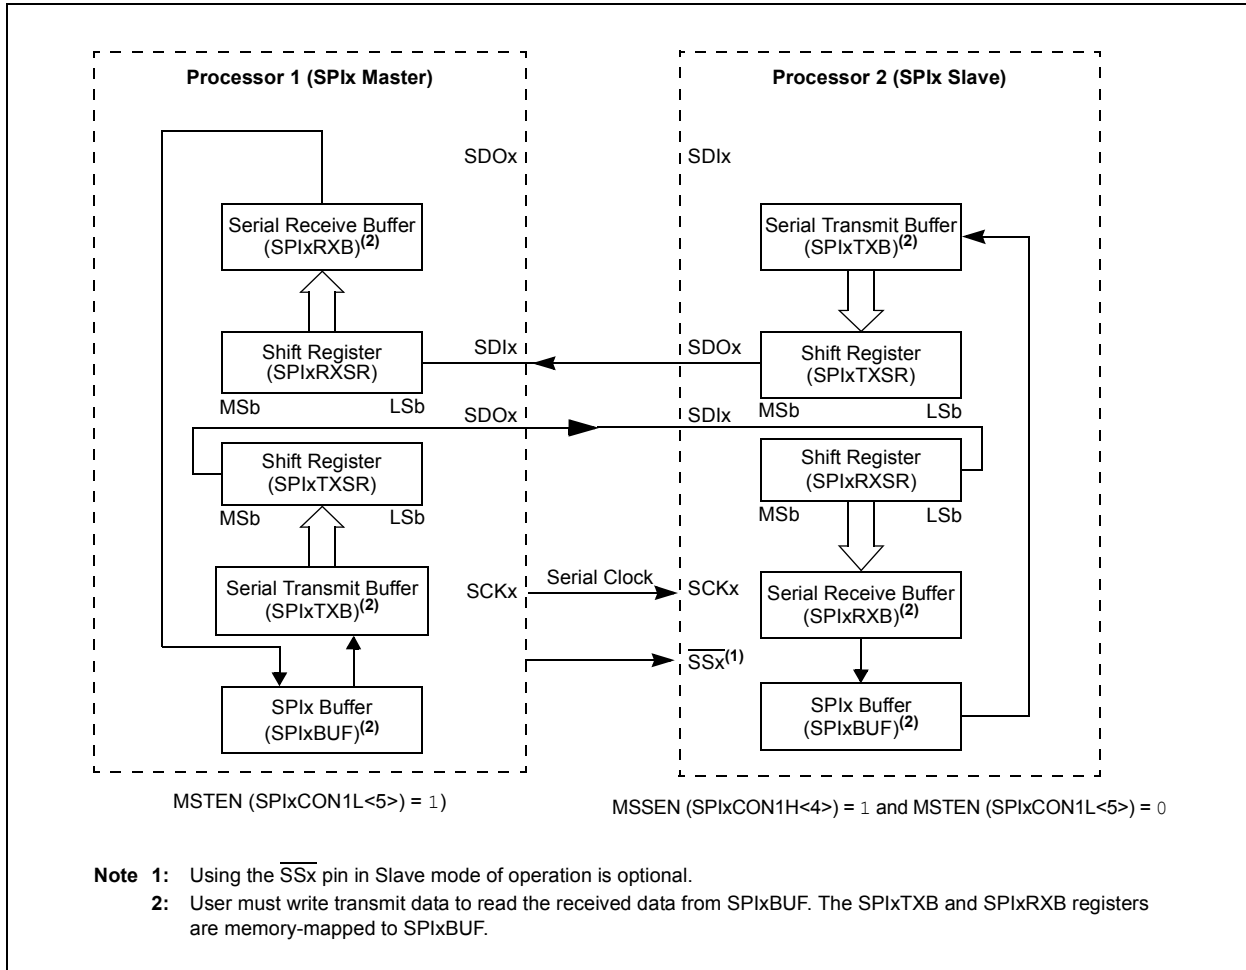 Processor 1 (SPIx Master)
Processor 2 (SPIx Slave)
SDOx
SDIx
Serial Receive Buffer
(SPIxRXB)(2)
Serial Transmit Buffer
(SPIxTXB)(2)
Shift Register
(SPIxRXSR)
SDIx
SDOx
Shift Register
(SPIxTXSR)
MSb
LSb
MSb
LSb
SDOx
SDIx
Shift Register
(SPIxTXSR)
Shift Register
(SPIxRXSR)
MSb
LSb
MSb
LSb
Serial Transmit Buffer
(SPIxTXB)(2)
SCKx
Serial Clock
SCKx
Serial Receive Buffer
(SPIxRXB)(2)
SSx(1)
SPIx Buffer
(SPIxBUF)(2)
SPIx Buffer
(SPIxBUF)(2)
MSTEN (SPIxCON1L<5>) = 1)
MSSEN (SPIxCON1H<4>) = 1 and MSTEN (SPIxCON1L<5>) = 0
Note 1: Using the SSx pin in Slave mode of operation is optional.
2: User must write transmit data to read the received data from SPIxBUF. The SPIxTXB and SPIxRXB registers
are memory-mapped to SPIxBUF.